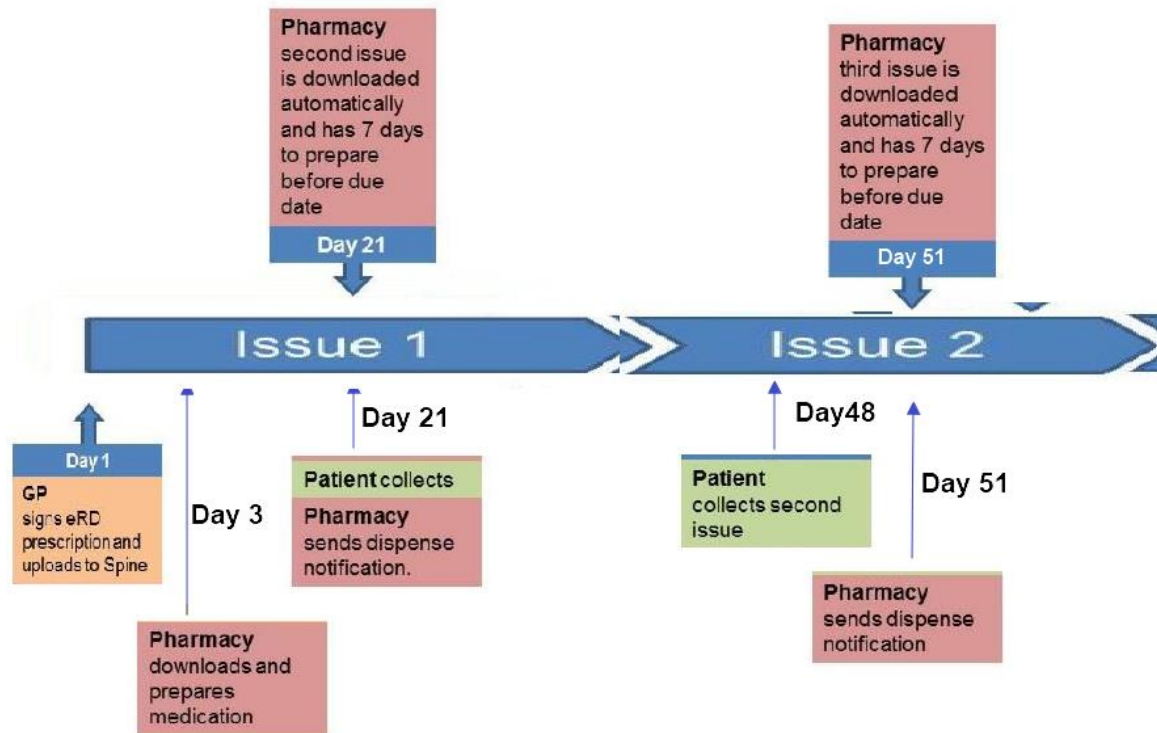 Pharmacy
second issue
is downloaded
automatically
and has 7 days
to prepare
before due
date
Day 21
Pharmacy
third issue is
downloaded
automatically
and has 7 days
to prepare
before due
date
Day 51
Issue 1
Issue 2
Day 1
GP
signs eRD
prescription and
uploads to Spine
Day 3
Pharmacy
downloads and
prepares
medication
Day 21
Patient collects
Pharmacy
sends dispense
notification.
Day48
Patient
collects second
issue
Day 51
Pharmacy
sends dispense
notification